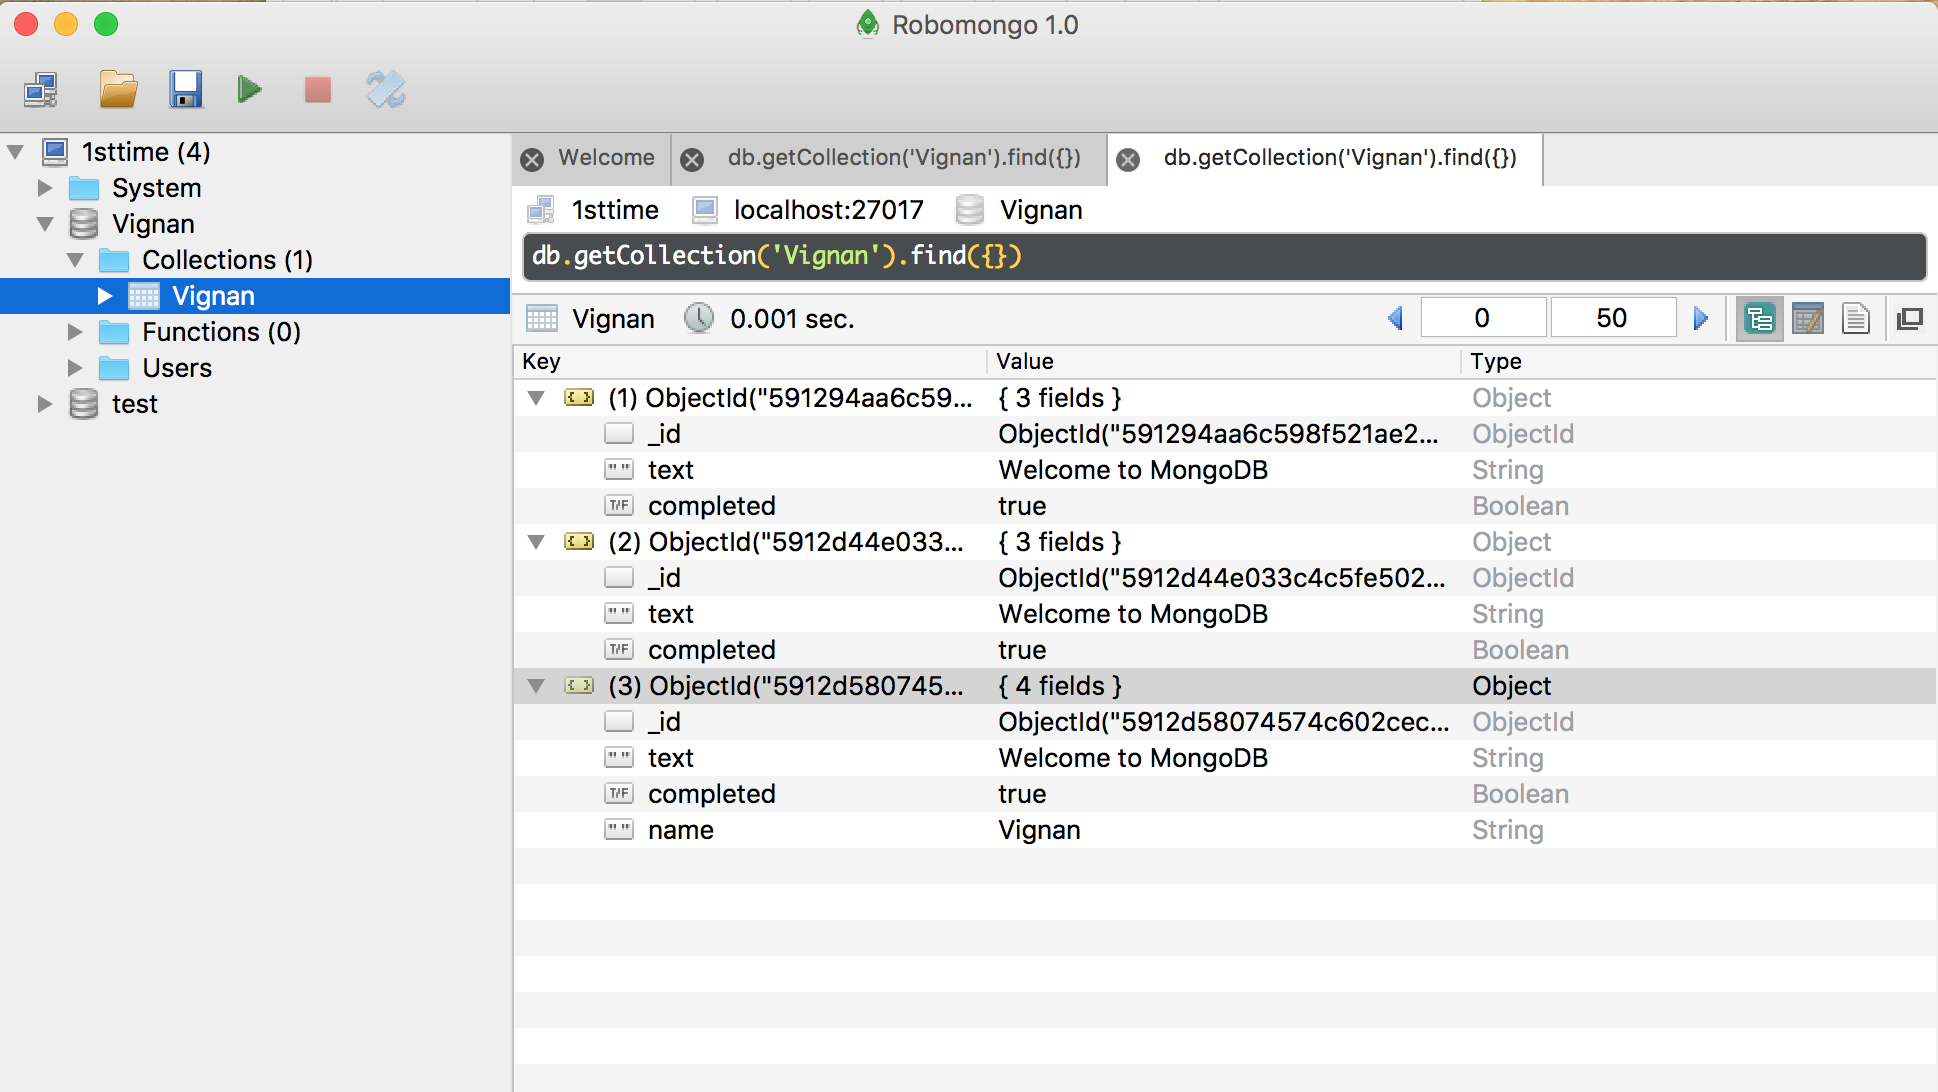 Robomongo 1.0
1sttime (4)
System
Vignan
Collections (1)
Vignan
Functions (0)
Users
test
Welcome db.getCollection('Vignan').find({}) db.getCollection('Vignan').find({})
1sttime localhost:27017 Vignan
db.getCollection('Vignan').find({})
Vignan 0.001 sec. 0 50
Key Value Type
(1) ObjectId("591294aa6c59... { 3 fields } Object
_id ObjectId("591294aa6c598f521ae2... ObjectId
"" text Welcome to MongoDB String
T/F completed true Boolean
(2) ObjectId("5912d44e033... { 3 fields } Object
_id ObjectId("5912d44e033c4c5fe502... ObjectId
"" text Welcome to MongoDB String
T/F completed true Boolean
(3) ObjectId("5912d580745... { 4 fields } Object
_id ObjectId("5912d58074574c602cec... ObjectId
"" text Welcome to MongoDB String
T/F completed true Boolean
"" name Vignan String